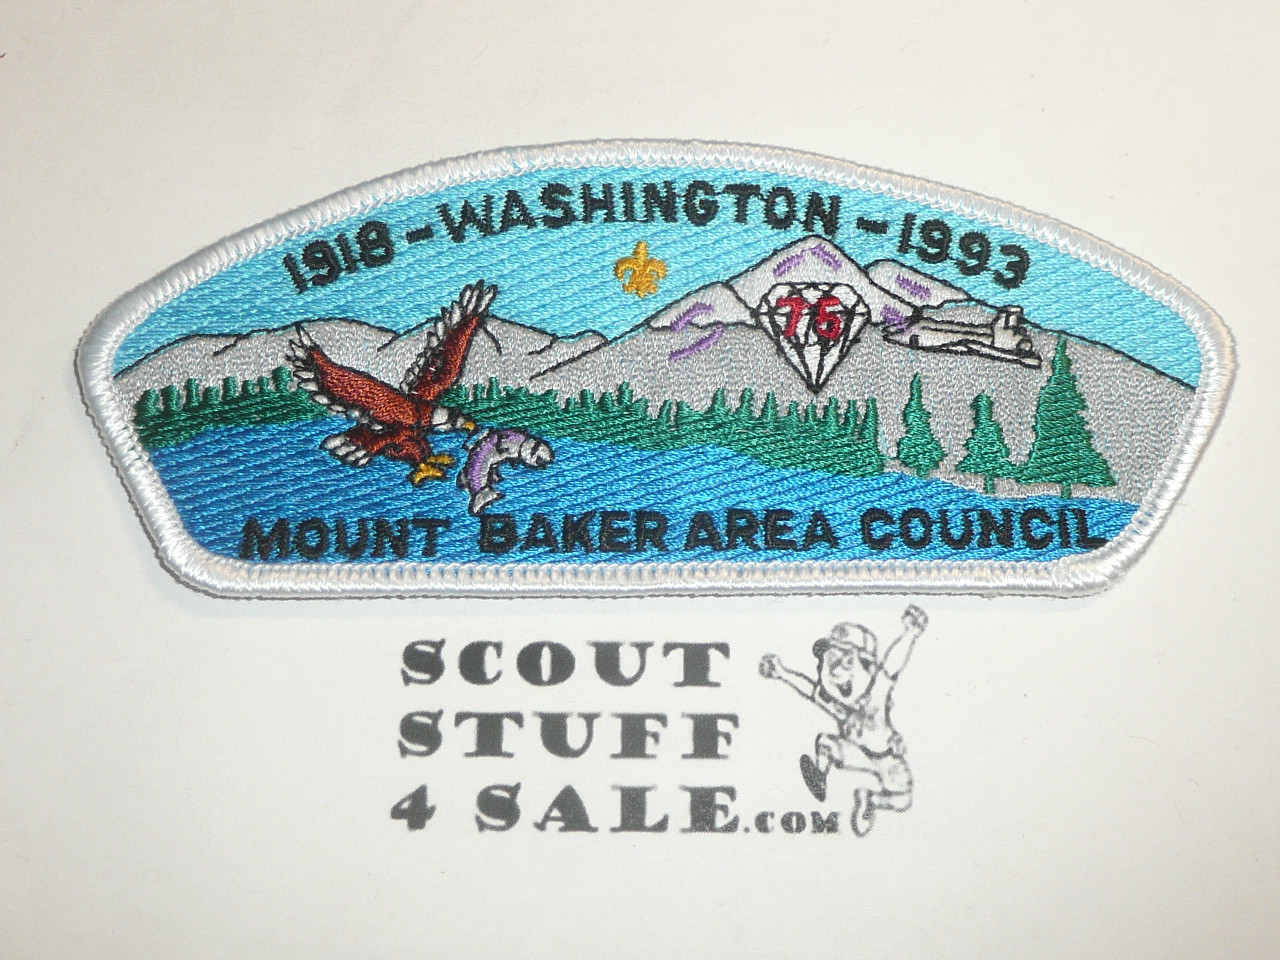 1918 - WASHINGTON - 1993
75
MOUNT BAKER AREA COUNCIL
SCOUT
STUFF
4 SALE.COM